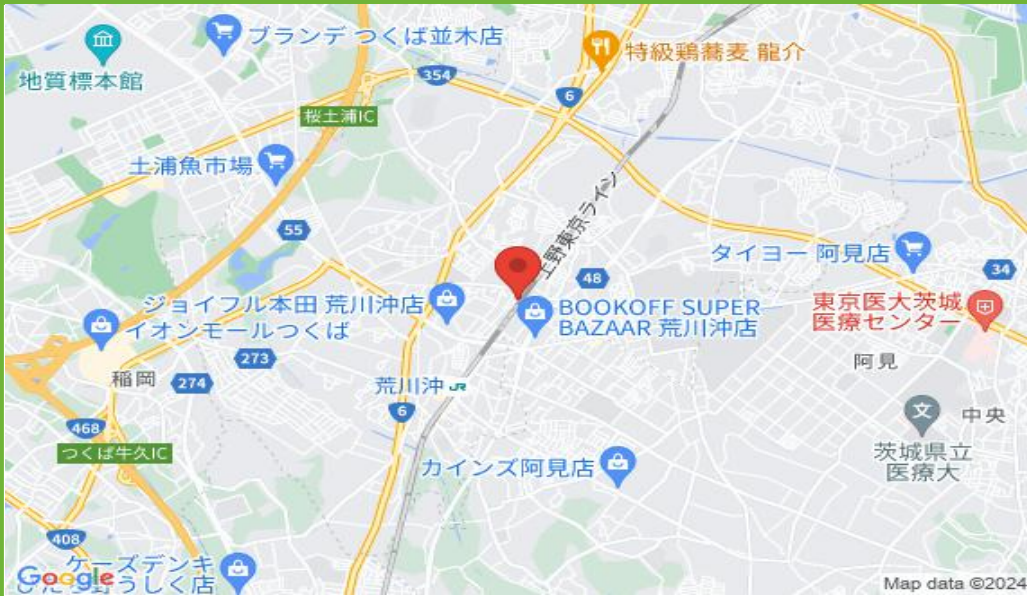 ブランデ つくば並木店
地質標本館
354
特級鶏蕎麦 龍介
6
桜土浦IC
土浦魚市場
上野東京ライン
55
タイヨー 阿見店
48
34
ジョイフル本田 荒川沖店
イオンモールつくば
BOOKOFF SUPER
BAZAAR 荒川沖店
東京医大茨城
医療センター
273
阿見
稲岡
274
荒川沖
JR
6
中央
468
つくば牛久IC
茨城県立
医療大
カインズ阿見店
408
ケーズデンキ
うしく店
Google
Map data ©2024